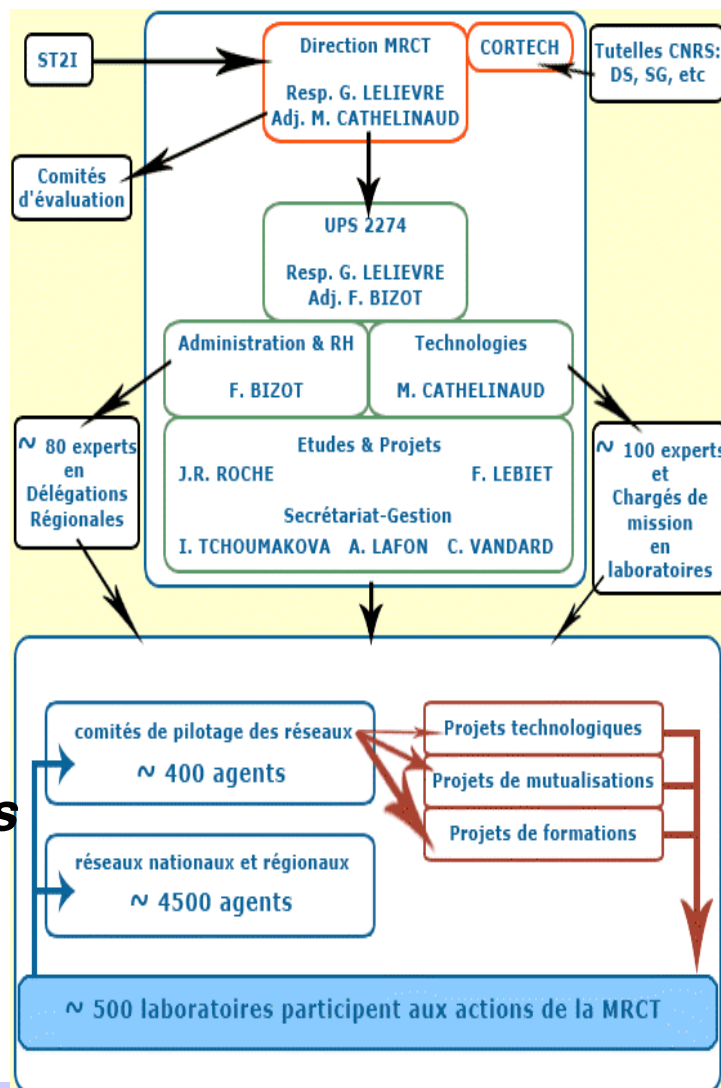 ST2I
Direction MRCT
Resp. G. LELIEVRE
Adj. M. CATHELINAUD
CORTECH
Tutelles CNRS:
DS, SG, etc
Comités
d'évaluation
UPS 2274
Resp. G. LELIEVRE
Adj. F. BIZOT
Administration & RH
F. BIZOT
Technologies
M. CATHELINAUD
~ 80 experts
en
Délégations
Régionales
Etudes & Projets
J.R. ROCHE F. LEBIET
Secrétariat-Gestion
I. TCHOUMAKOVA A. LAFON C. VANDARD
~ 100 experts
et
Chargés de
mission
en
laboratoires
comités de pilotage des réseaux
~ 400 agents
Projets technologiques
Projets de mutualisations
Projets de formations
s
réseaux nationaux et régionaux
~ 4500 agents
~ 500 laboratoires participent aux actions de la MRCT